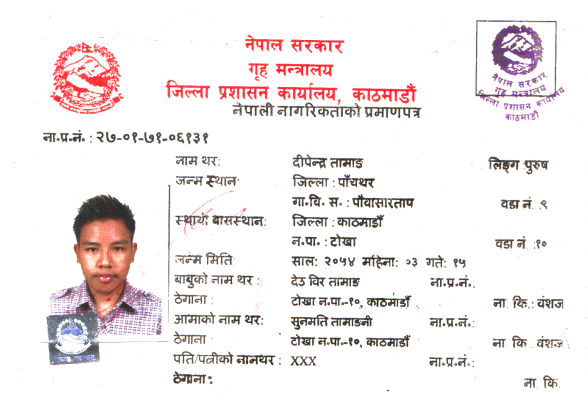 नेपाल सरकार
गृह मन्त्रालय
जिल्ला प्रशासन कार्यालय, काठमाडौं
नेपाली नागरिकताको प्रमाणपत्र
नेपाल सरकार
गृह मन्त्रालय
जिल्ला प्रशासन कार्यालय
काठमाडौं
ना.प्र.नं. : २७-०१-७१-०६१३१
नाम थर: दीपेन्द्र तामाङ लिङ्ग पुरुष
जन्म स्थान: जिल्ला : पाँचथर
गा.वि. स. : पौवासारताप वडा नं. :९
स्थायी बासस्थान: जिल्ला : काठमाडौं
न.पा. : टोखा वडा नं :१०
जन्म मिति साल: २०५४ महिना: ०३ गते: १५
बाबुको नाम थर : देउ विर तामाङ ना.प्र.नं.
ठेगाना : टोखा न.पा.-१०, काठमाडौं ना. कि.: वंशज
आमाको नाम थर: सुनमति तामाङनी ना.प्र.नं.:
ठेगाना : टोखा न.पा.-१०, काठमाडौं ना. कि वंशज
पति/पत्नीको नामथर : XXX ना.प्र.नं.:
ठेगाना: ना. कि.